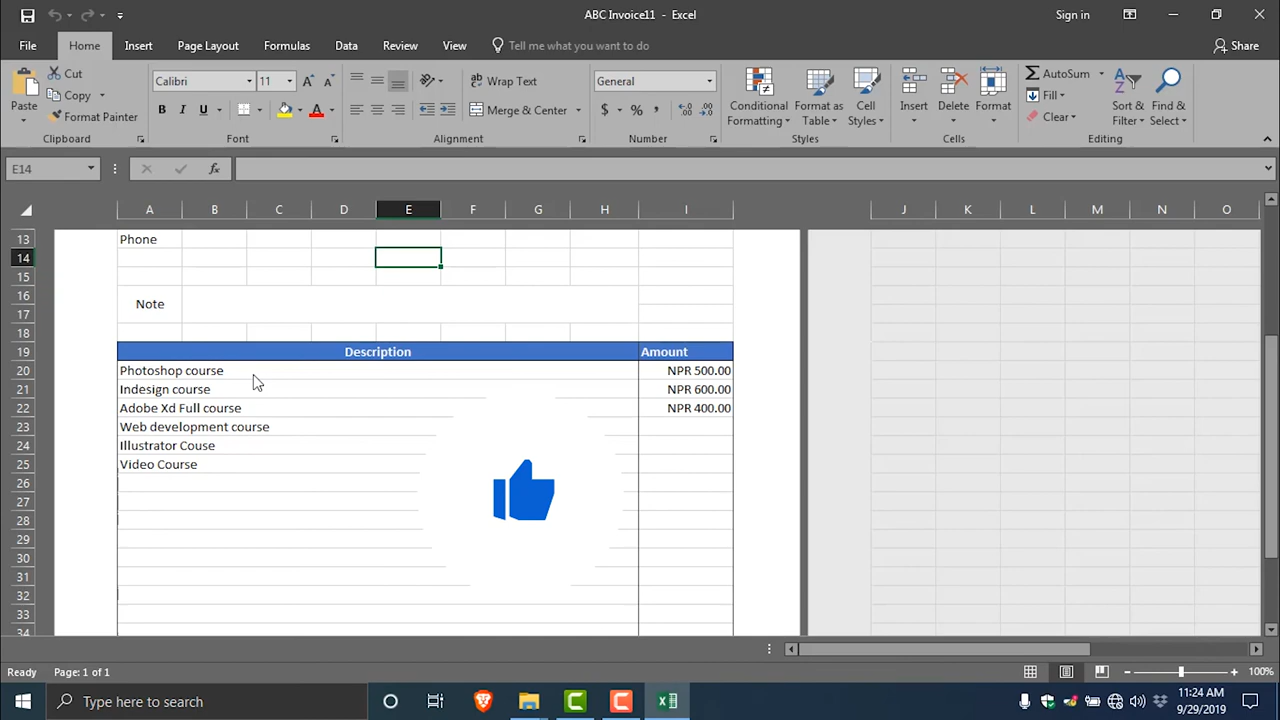 ABC Invoice11 - Excel
Sign in
File Home Insert Page Layout Formulas Data Review View Tell me what you want to do Share
Paste
Cut
Copy
Format Painter
Clipboard
Calibri 11
B I U
Font
Wrap Text
Merge & Center
Alignment
General
$ % ,
Number
Conditional Formatting
Format as Table
Cell Styles
Styles
Insert Delete Format
Cells
AutoSum
Fill
Clear
Sort & Filter
Find & Select
Editing
E14 fx
A B C D E F G H I J K L M N O
13 Phone
14
15
16
Note
17
18
19 Description Amount
20 Photoshop course NPR 500.00
21 Indesign course NPR 600.00
22 Adobe Xd Full course NPR 400.00
23 Web development course
24 Illustrator Couse
25 Video Course
26
27
28
29
30
31
32
33
34
Ready Page: 1 of 1 100%
Type here to search
11:24 AM
9/29/2019